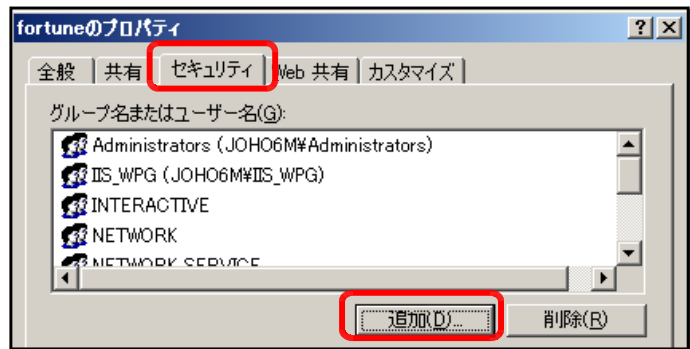 fortuneのプロパティ
全般 共有 セキュリティ Web 共有 カスタマイズ
グループ名またはユーザー名(G):
Administrators (JOHO6M¥Administrators)
IIS_WPG (JOHO6M¥IIS_WPG)
INTERACTIVE
NETWORK
NETWORK SERVICE
追加(D)... 削除(R)